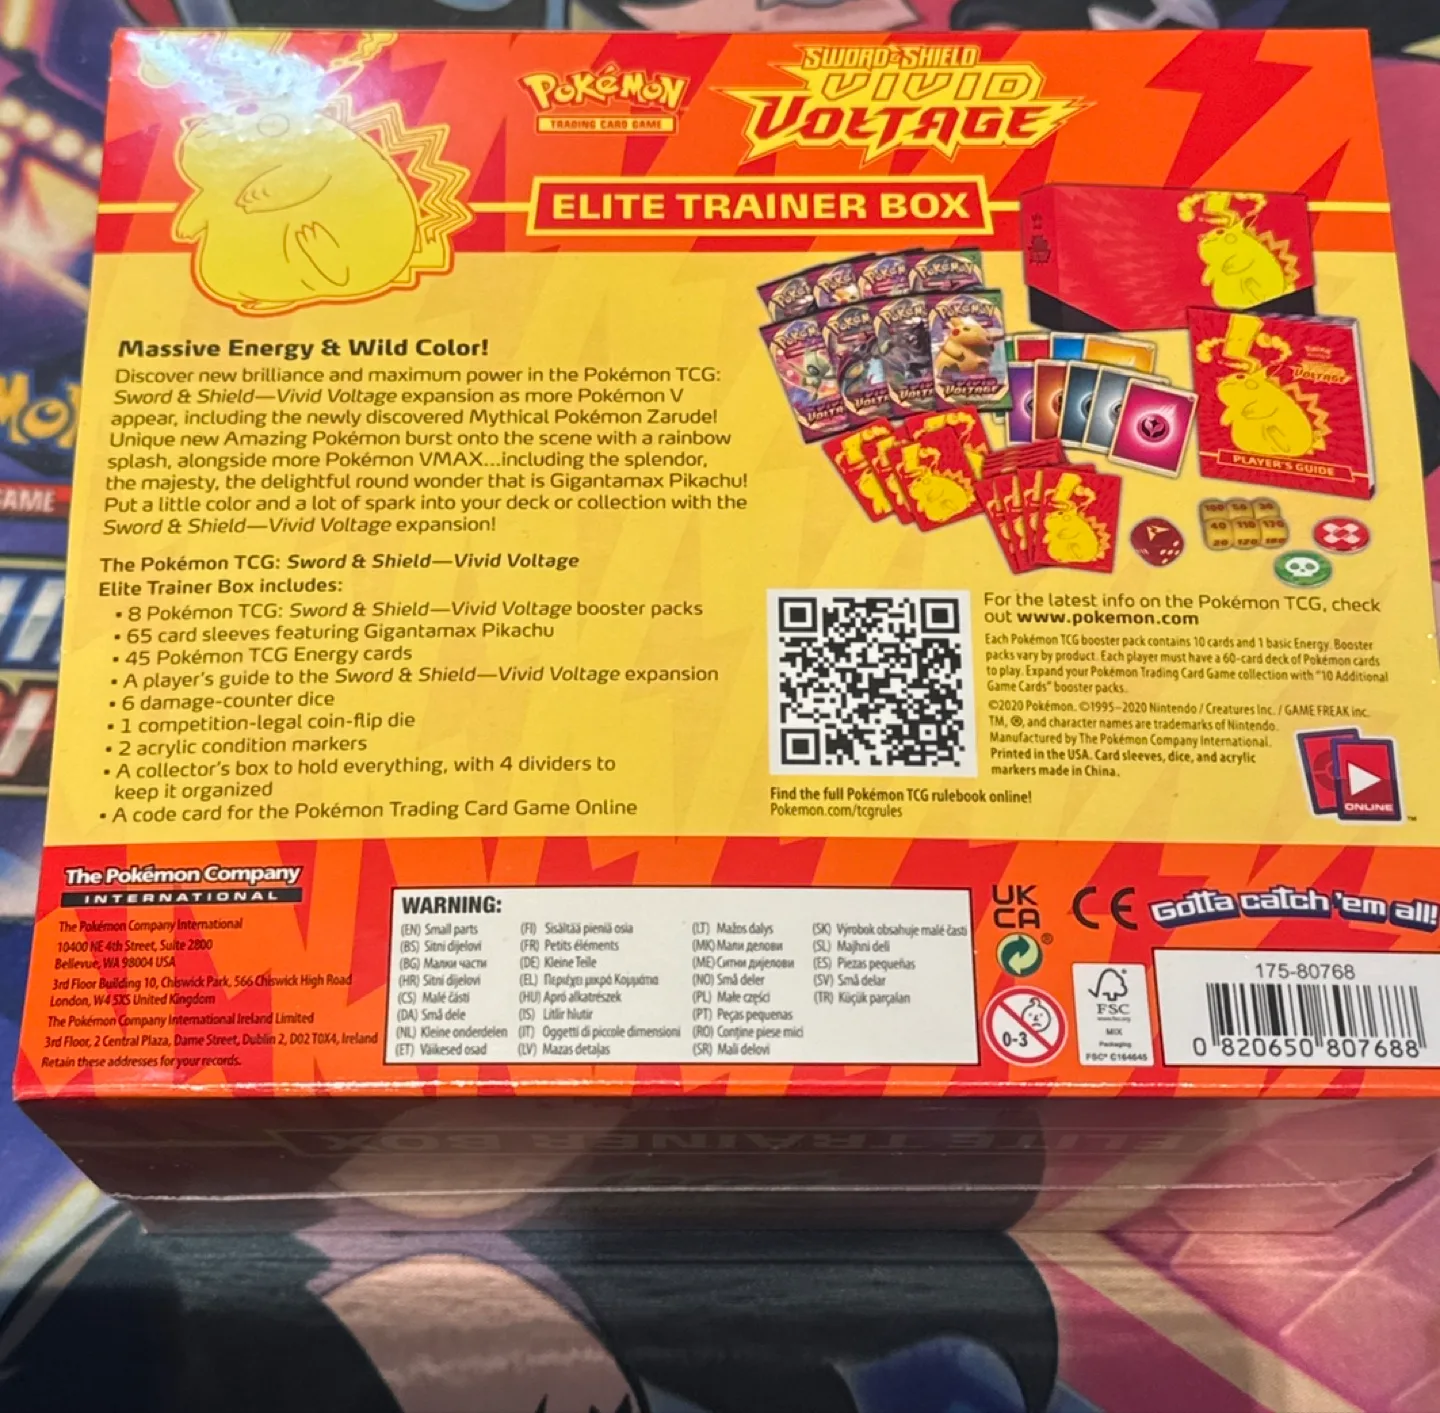 Pokémon
TRADING CARD GAME
SWORD & SHIELD
VIVID
VOLTAGE
ELITE TRAINER BOX
Massive Energy & Wild Color!
Discover new brilliance and maximum power in the Pokémon TCG:
Sword & Shield—Vivid Voltage expansion as more Pokémon V
appear, including the newly discovered Mythical Pokémon Zarude!
Unique new Amazing Pokémon burst onto the scene with a rainbow
splash, alongside more Pokémon VMAX...including the splendor,
the majesty, the delightful round wonder that is Gigantamax Pikachu!
Put a little color and a lot of spark into your deck or collection with the
Sword & Shield—Vivid Voltage expansion!
The Pokémon TCG: Sword & Shield—Vivid Voltage
Elite Trainer Box includes:
• 8 Pokémon TCG: Sword & Shield—Vivid Voltage booster packs
• 65 card sleeves featuring Gigantamax Pikachu
• 45 Pokémon TCG Energy cards
• A player's guide to the Sword & Shield—Vivid Voltage expansion
• 6 damage-counter dice
• 1 competition-legal coin-flip die
• 2 acrylic condition markers
• A collector's box to hold everything, with 4 dividers to
keep it organized
• A code card for the Pokémon Trading Card Game Online
PLAYER'S GUIDE
For the latest info on the Pokémon TCG, check
out www.pokemon.com
Each Pokémon TCG booster pack contains 10 cards and 1 basic Energy. Booster
packs vary by product. Each player must have a 60-card deck of Pokémon cards
to play. Expand your Pokémon Trading Card Game collection with "10 Additional
Game Cards" booster packs.
©2020 Pokémon. ©1995–2020 Nintendo / Creatures Inc. / GAME FREAK inc.
TM, ®, and character names are trademarks of Nintendo.
Manufactured by The Pokémon Company International.
Printed in the USA. Card sleeves, dice, and acrylic
markers made in China.
ONLINE
™
Find the full Pokémon TCG rulebook online!
Pokemon.com/tcgrules
The Pokémon Company
INTERNATIONAL
The Pokémon Company International
10400 NE 4th Street, Suite 2800
Bellevue, WA 98004 USA
3rd Floor Building 10, Chiswick Park, 566 Chiswick High Road
London, W4 5XS United Kingdom
The Pokémon Company International Ireland Limited
3rd Floor, 2 Central Plaza, Dame Street, Dublin 2, D02 T0X4, Ireland
Retain these addresses for your records.
WARNING:
(EN) Small parts
(BS) Sitni dijelovi
(BG) Малки части
(HR) Sitni dijelovi
(CS) Malé části
(DA) Små dele
(NL) Kleine onderdelen
(ET) Väikesed osad
(FI) Sisältää pieniä osia
(FR) Petits éléments
(DE) Kleine Teile
(EL) Περιέχει μικρά Κομμάτια
(HU) Apró alkatrészek
(IS) Litlir hlutir
(IT) Oggetti di piccole dimensioni
(LV) Mazas detaļas
(LT) Mažos dalys
(MK) Мали делови
(ME) Ситни дијелови
(NO) Små deler
(PL) Małe części
(PT) Peças pequenas
(RO) Conține piese mici
(SR) Mali delovi
(SK) Výrobok obsahuje malé časti
(SL) Majhni deli
(ES) Piezas pequeñas
(SV) Små delar
(TR) Küçük parçaları
UK
CA
CE
®
0-3
FSC
www.fsc.org
MIX
Packaging
FSC® C164645
Gotta catch 'em all!
175-80768
0 820650 807688
ELITE TRAINER BOX
AME